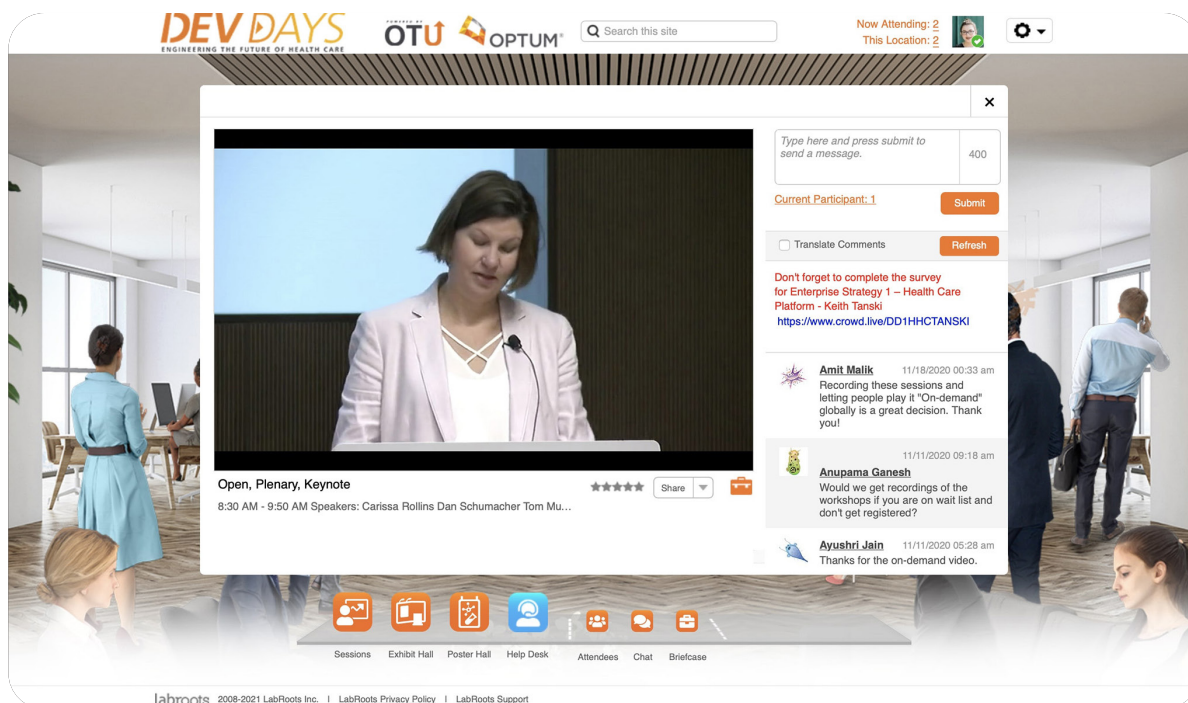 DEV DAYS
ENGINEERING THE FUTURE OF HEALTH CARE
POWERED BY
OTU
OPTUM®
Search this site
Now Attending: 2
This Location: 2
Type here and press submit to
send a message.
400
Current Participant: 1
Submit
Translate Comments
Refresh
Don't forget to complete the survey
for Enterprise Strategy 1 – Health Care
Platform - Keith Tanski
https://www.crowd.live/DD1HHCTANSKI
Amit Malik 11/18/2020 00:33 am
Recording these sessions and
letting people play it "On-demand"
globally is a great decision. Thank
you!
11/11/2020 09:18 am
Anupama Ganesh
Would we get recordings of the
workshops if you are on wait list and
don't get registered?
Ayushri Jain 11/11/2020 05:28 am
Thanks for the on-demand video.
Open, Plenary, Keynote
Share
8:30 AM - 9:50 AM Speakers: Carissa Rollins Dan Schumacher Tom Mu...
Sessions
Exhibit Hall
Poster Hall
Help Desk
Attendees
Chat
Briefcase
labroots 2008-2021 LabRoots Inc. | LabRoots Privacy Policy | LabRoots Support